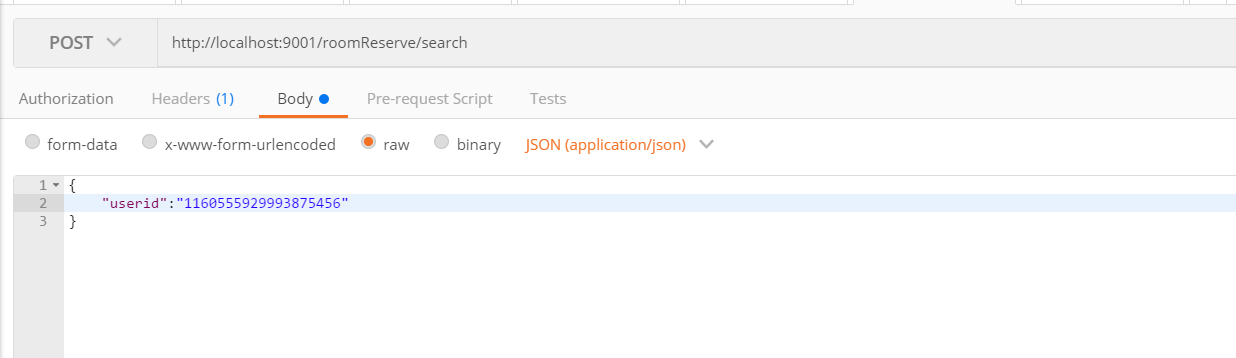 POST http://localhost:9001/roomReserve/search
Authorization Headers (1) Body Pre-request Script Tests
form-data x-www-form-urlencoded raw binary JSON (application/json)
1 {
2 "userid":"1160555929993875456"
3 }